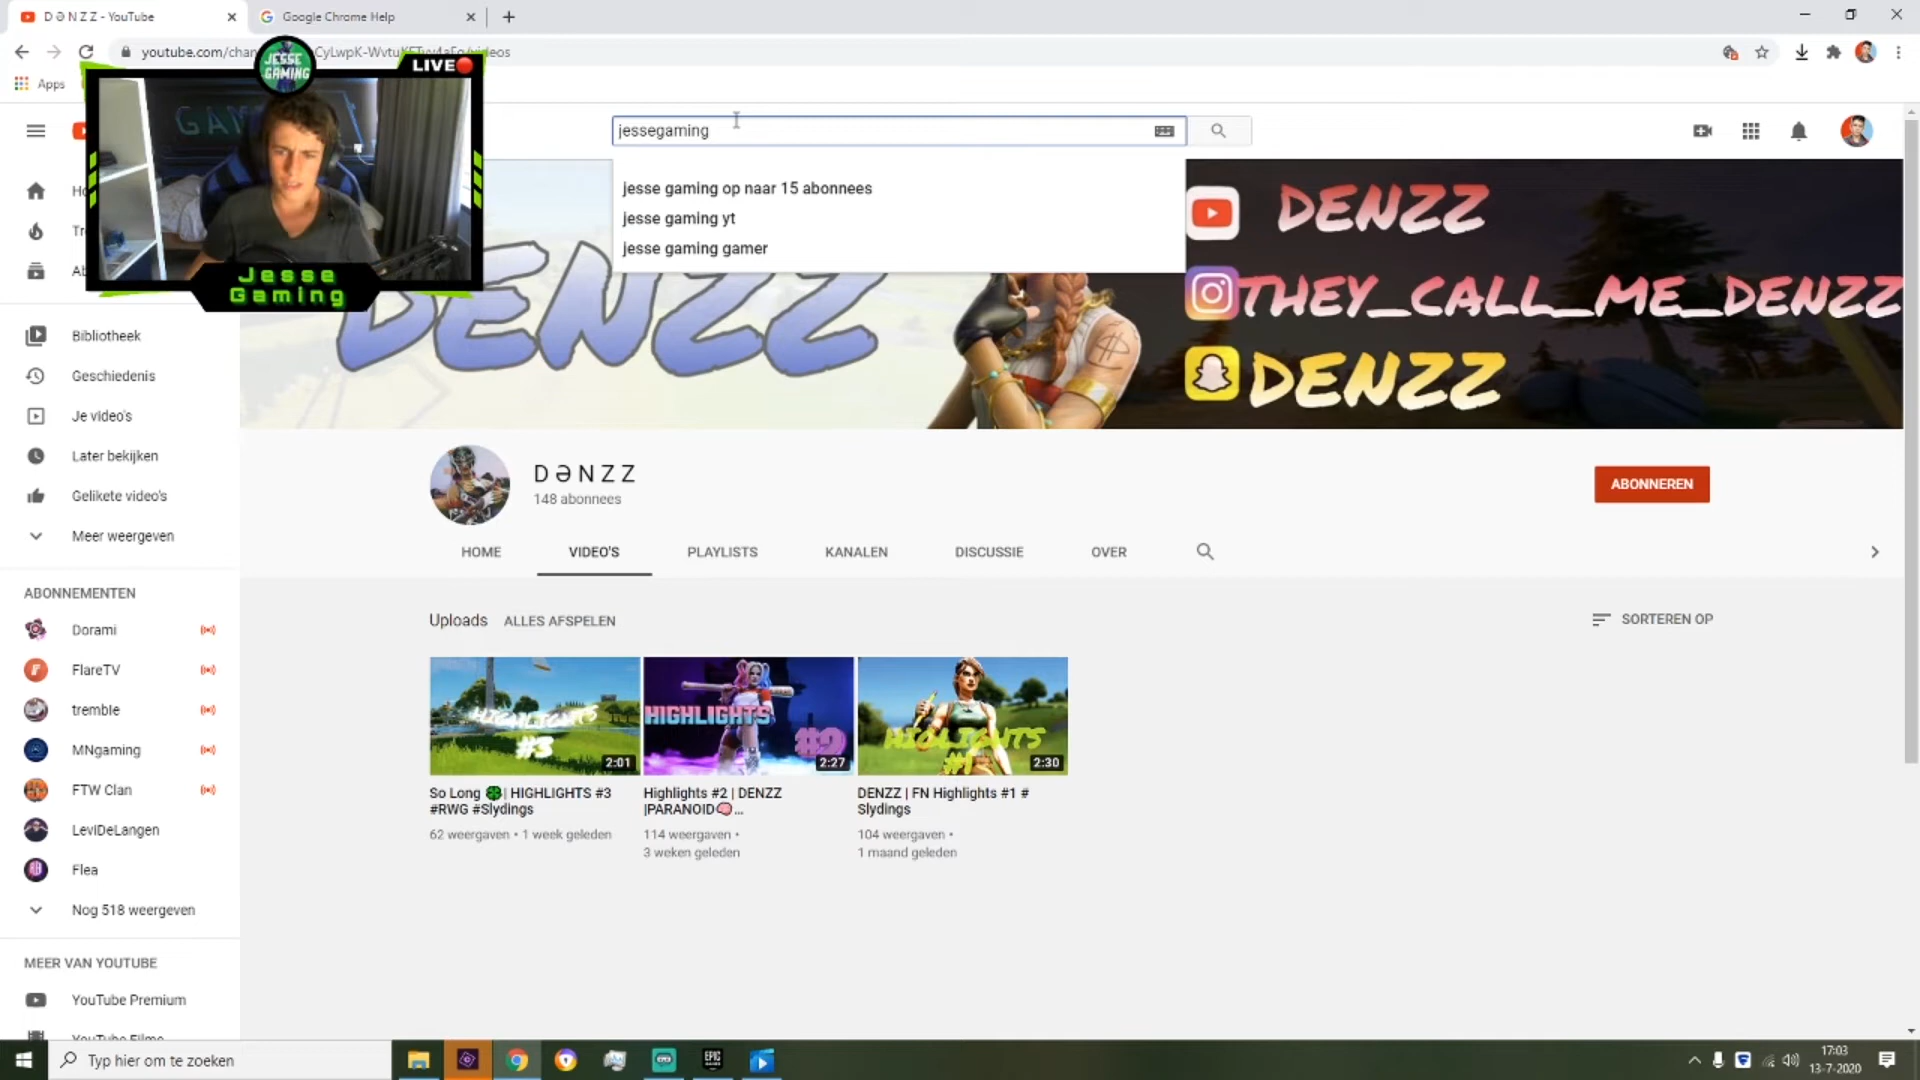 D Ə N Z Z - YouTube
Google Chrome Help
youtube.com/chan
Apps
JESSE
GAMING
LIVE
GAM
Jesse
Gaming
jessegaming
jesse gaming op naar 15 abonnees
jesse gaming yt
jesse gaming gamer
DENZZ
DENZZ
THEY_CALL_ME_DENZZ
DENZZ
Bibliotheek
Geschiedenis
Je video's
Later bekijken
Gelikete video's
Meer weergeven
ABONNEMENTEN
Dorami
FlareTV
tremble
MNgaming
FTW Clan
LeviDeLangen
Flea
Nog 518 weergeven
MEER VAN YOUTUBE
YouTube Premium
YouTube Films
D Ə N Z Z
148 abonnees
ABONNEREN
HOME
VIDEO'S
PLAYLISTS
KANALEN
DISCUSSIE
OVER
Uploads
ALLES AFSPELEN
SORTEREN OP
HIGHLIGHTS
#3
2:01
HIGHLIGHTS
#2
2:27
HIGHLIGHTS
#1
2:30
So Long 🍀| HIGHLIGHTS #3
#RWG #Slydings
62 weergaven • 1 week geleden
Highlights #2 | DENZZ
|PARANOID🧠...
114 weergaven •
3 weken geleden
DENZZ | FN Highlights #1 #
Slydings
104 weergaven •
1 maand geleden
Typ hier om te zoeken
EPIC
GAMES
17:03
13-7-2020